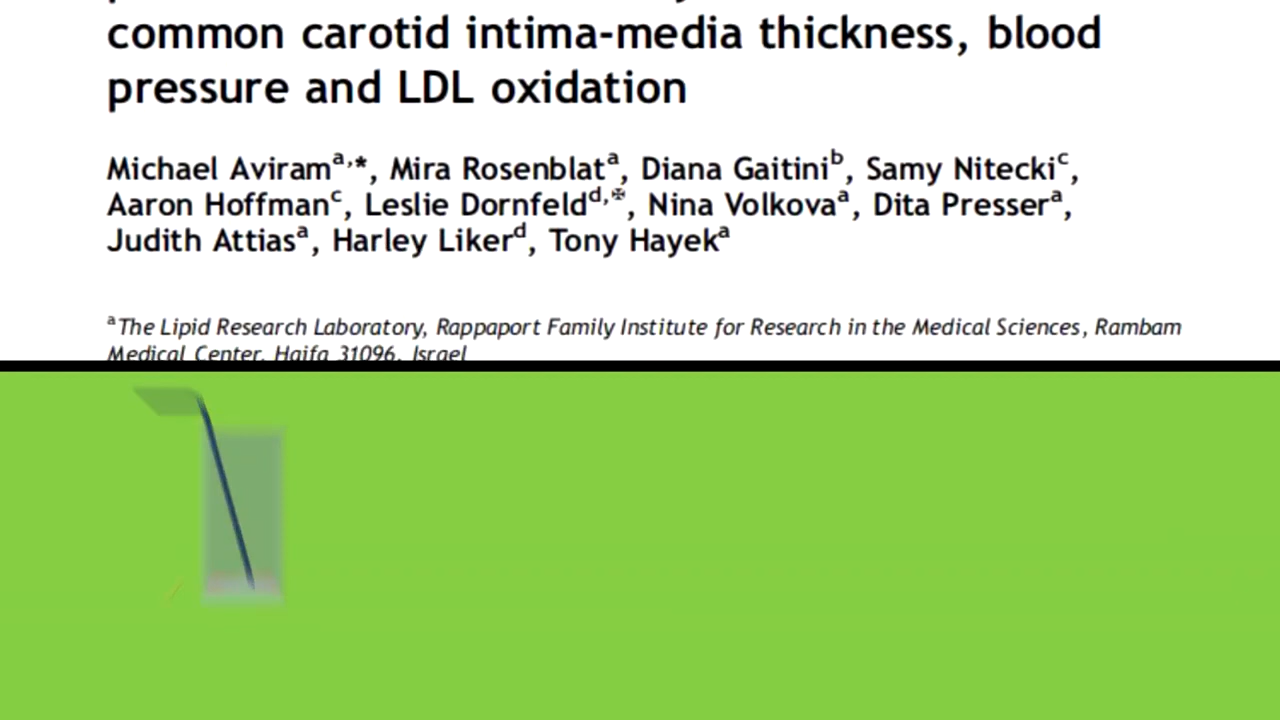 common carotid intima-media thickness, blood
pressure and LDL oxidation
Michael Aviramᵃ,*, Mira Rosenblatᵃ, Diana Gaitiniᵇ, Samy Niteckiᶜ,
Aaron Hoffmanᶜ, Leslie Dornfeldᵈ,✠, Nina Volkovaᵃ, Dita Presserᵃ,
Judith Attiasᵃ, Harley Likerᵈ, Tony Hayekᵃ
ᵃThe Lipid Research Laboratory, Rappaport Family Institute for Research in the Medical Sciences, Rambam
Medical Center, Haifa 31096, Israel